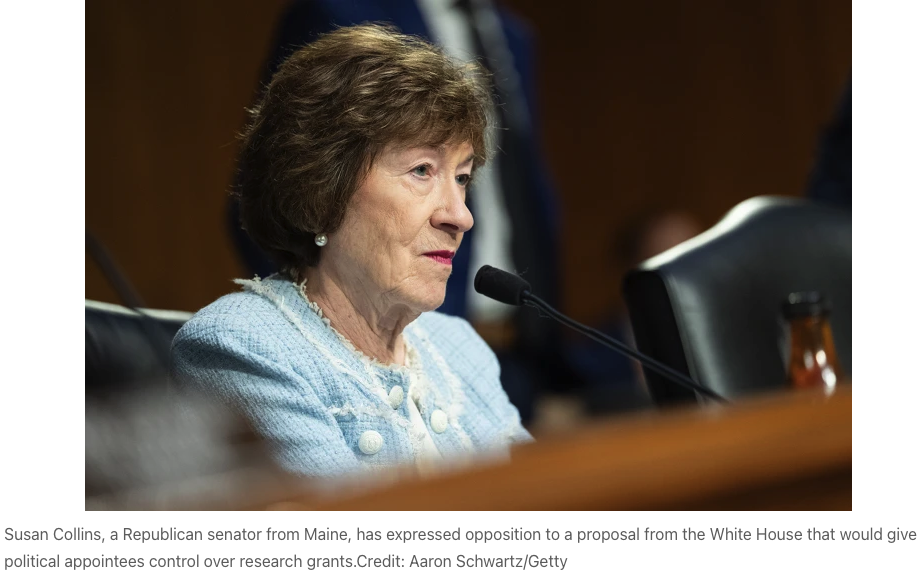 Susan Collins, a Republican senator from Maine, has expressed opposition to a proposal from the White House that would give
political appointees control over research grants.Credit: Aaron Schwartz/Getty